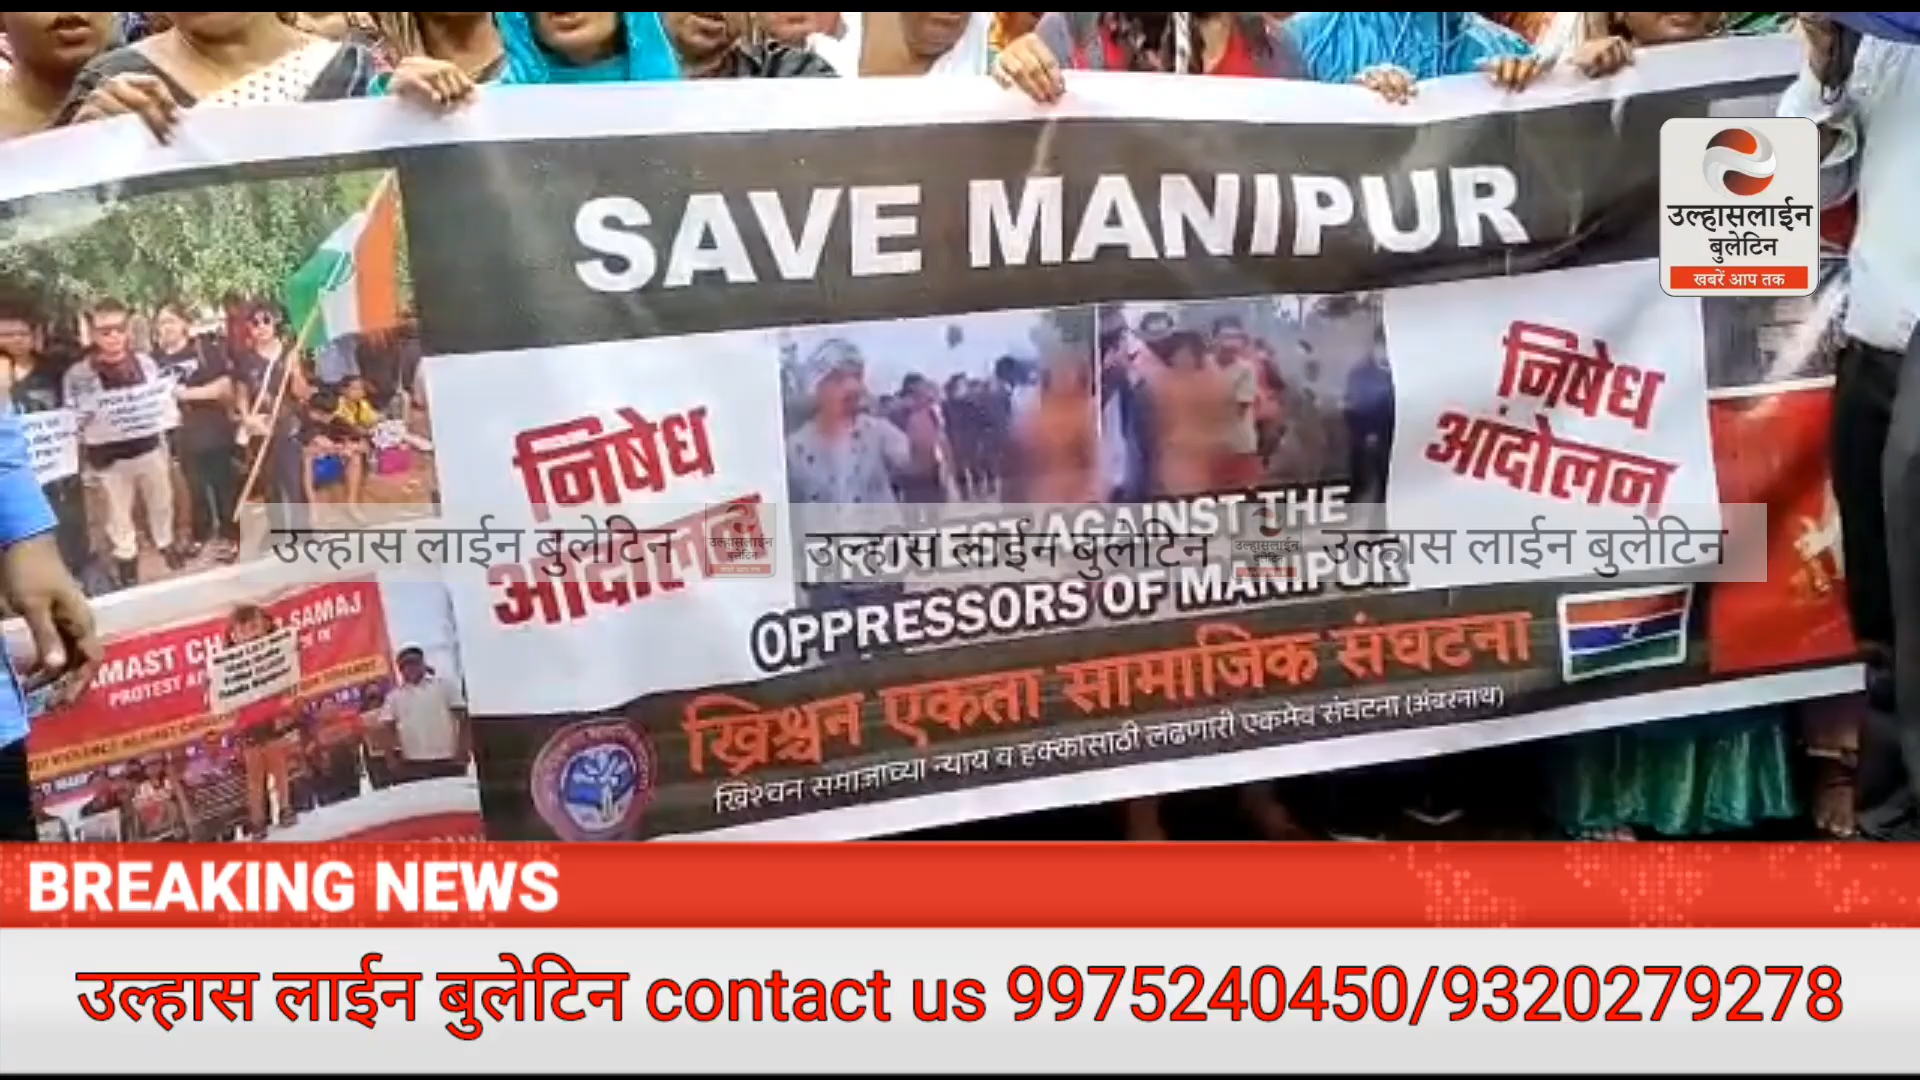 SAVE MANIPUR
उल्हासलाईन
बुलेटिन
खबरें आप तक
निषेध
आंदोलन
निषेध
आंदोलन
PROTEST AGAINST THE
OPPRESSORS OF MANIPUR
उल्हास लाईन बुलेटिन उल्हास लाईन बुलेटिन उल्हास लाईन बुलेटिन
ख्रिश्चन एकता सामाजिक संघटना
ख्रिश्चन समाजाच्या न्याय व हक्कासाठी लढणारी एकमेव संघटना (अंबरनाथ)
SAMAJ
BREAKING NEWS
उल्हास लाईन बुलेटिन contact us 9975240450/9320279278